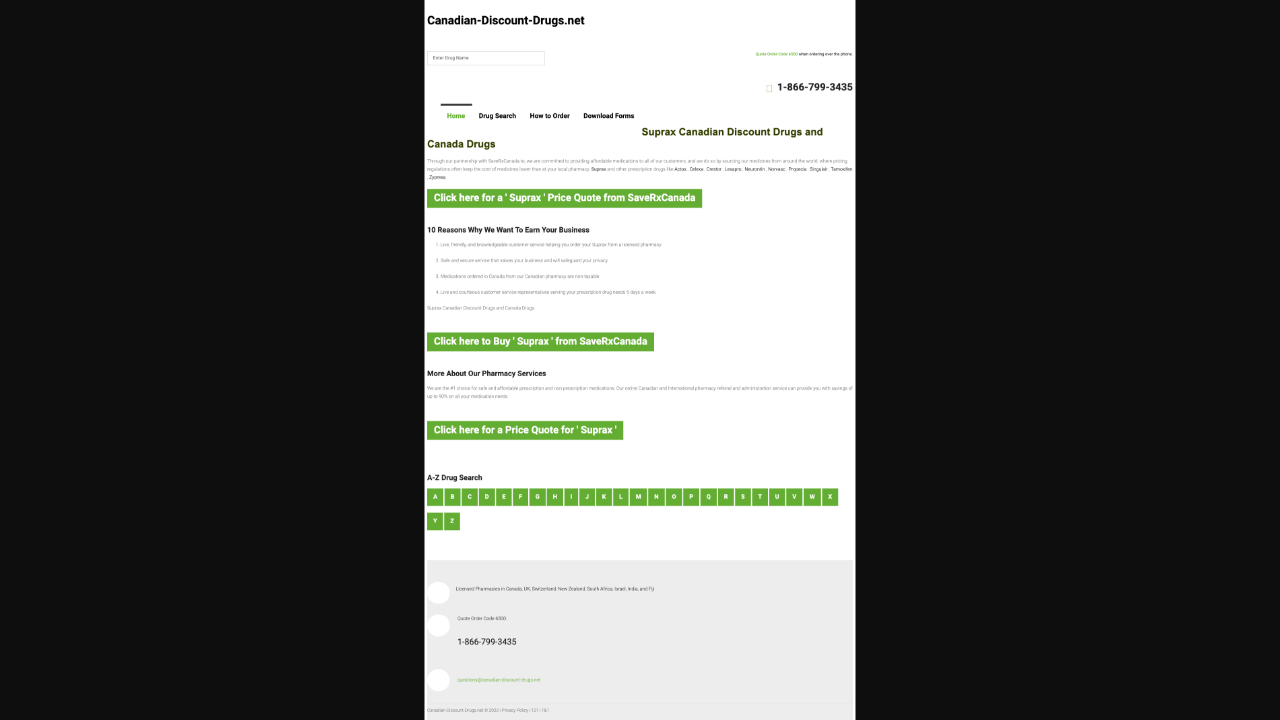 Canadian-Discount-Drugs.net
Enter Drug Name
Quote Order Code 6500 when ordering over the phone.
1-866-799-3435
Home Drug Search How to Order Download Forms
Suprax Canadian Discount Drugs and
Canada Drugs
Through our partnership with SaveRxCanada.to, we are committed to providing affordable medications to all of our customers, and we do so by sourcing our medicines from around the world, where pricing
regulations often keep the cost of medicines lower than at your local pharmacy. Suprax and other prescription drugs like Actos , Celexa , Crestor , Lexapro , Neurontin , Norvasc , Propecia , Singulair , Tamoxifen
, Zyprexa
Click here for a ' Suprax ' Price Quote from SaveRxCanada
10 Reasons Why We Want To Earn Your Business
1. Live, friendly, and knowledgeable customer service helping you order your Suprax from a licensed pharmacy.
2. Safe and secure service that values your business and will safeguard your privacy.
3. Medications ordered to Canada from our Canadian pharmacy are non-taxable
4. Live and courteous customer service representatives serving your prescription drug needs 5 days a week.
Suprax Canadian Discount Drugs and Canada Drugs
Click here to Buy ' Suprax ' from SaveRxCanada
More About Our Pharmacy Services
We are the #1 choice for safe and affordable prescription and non prescription medications. Our online Canadian and International pharmacy referral and administration service can provide you with savings of
up to 90% on all your medication needs
Click here for a Price Quote for ' Suprax '
A-Z Drug Search
A B C D E F G H I J K L M N O P Q R S T U V W X
Y Z
Licensed Pharmacies in Canada, UK, Switzerland, New Zealand, South Africa, Israel, India, and Fiji
Quote Order Code 6500.
1-866-799-3435
questions@canadian-discount-drugs.net